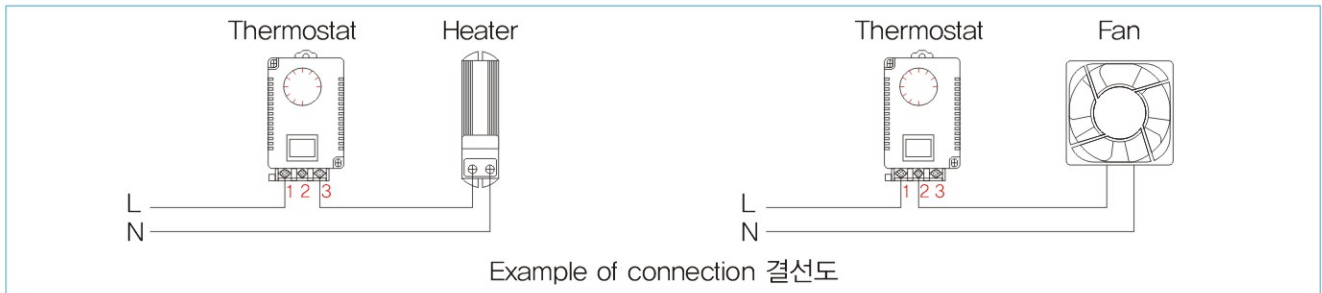 Thermostat Heater Thermostat Fan
1 2 3 1 2 3
L L
N N
Example of connection 결선도